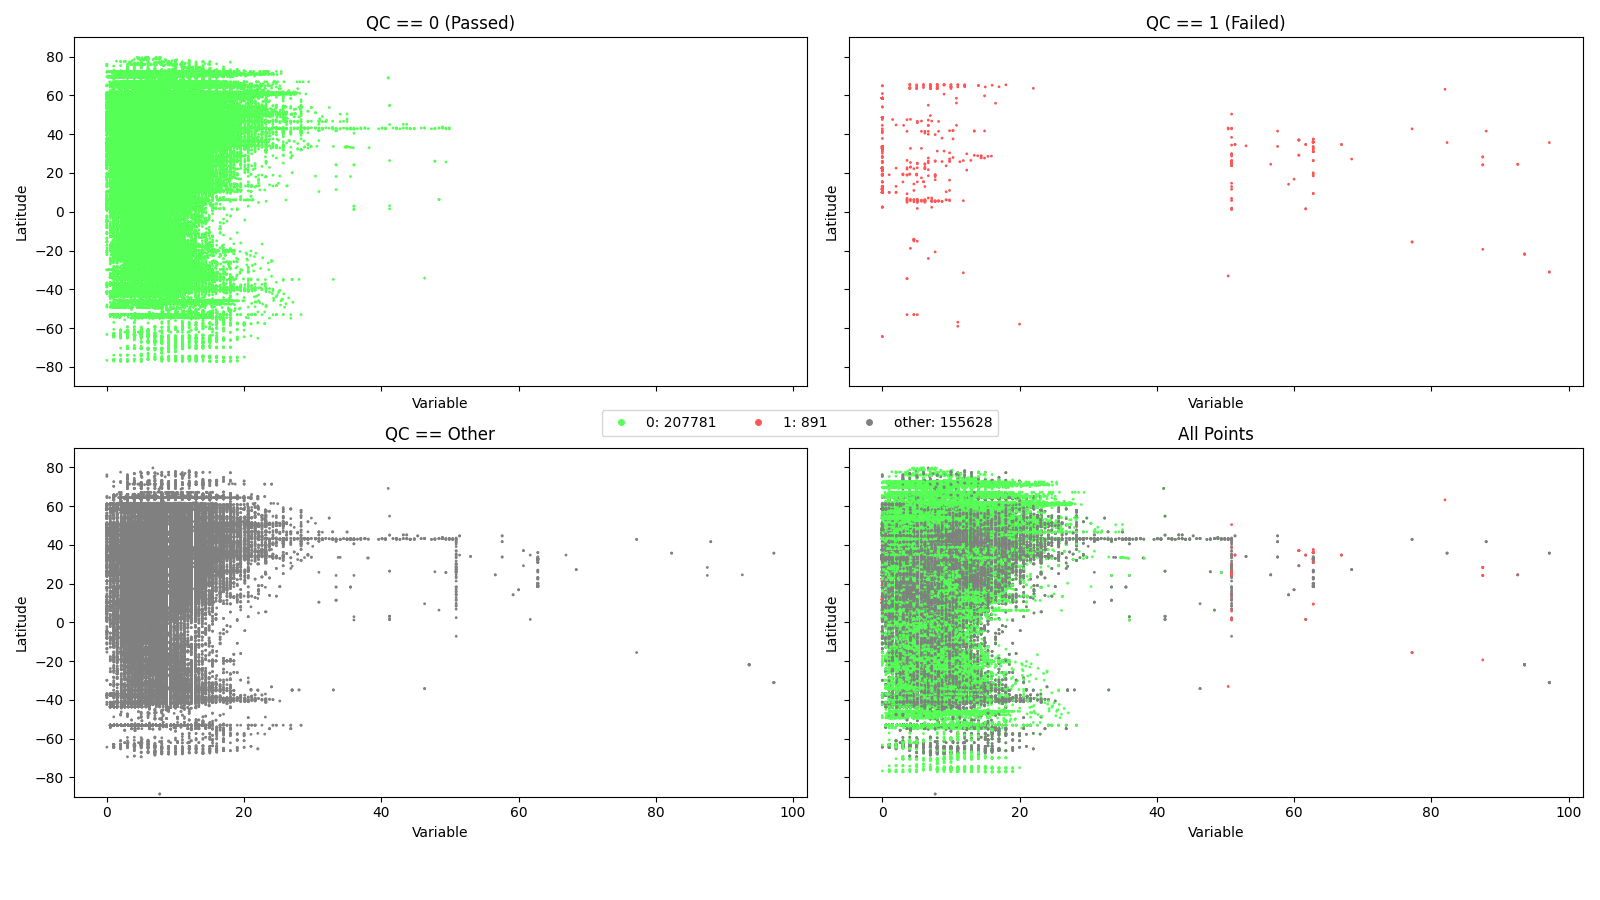 QC == 0 (Passed)
QC == 1 (Failed)
80
60
40
20
0
−20
−40
−60
−80
Latitude
Latitude
Variable
Variable
0: 207781
1: 891
other: 155628
QC == Other
All Points
80
60
40
20
0
−20
−40
−60
−80
Latitude
Latitude
0
20
40
60
80
100
0
20
40
60
80
100
Variable
Variable